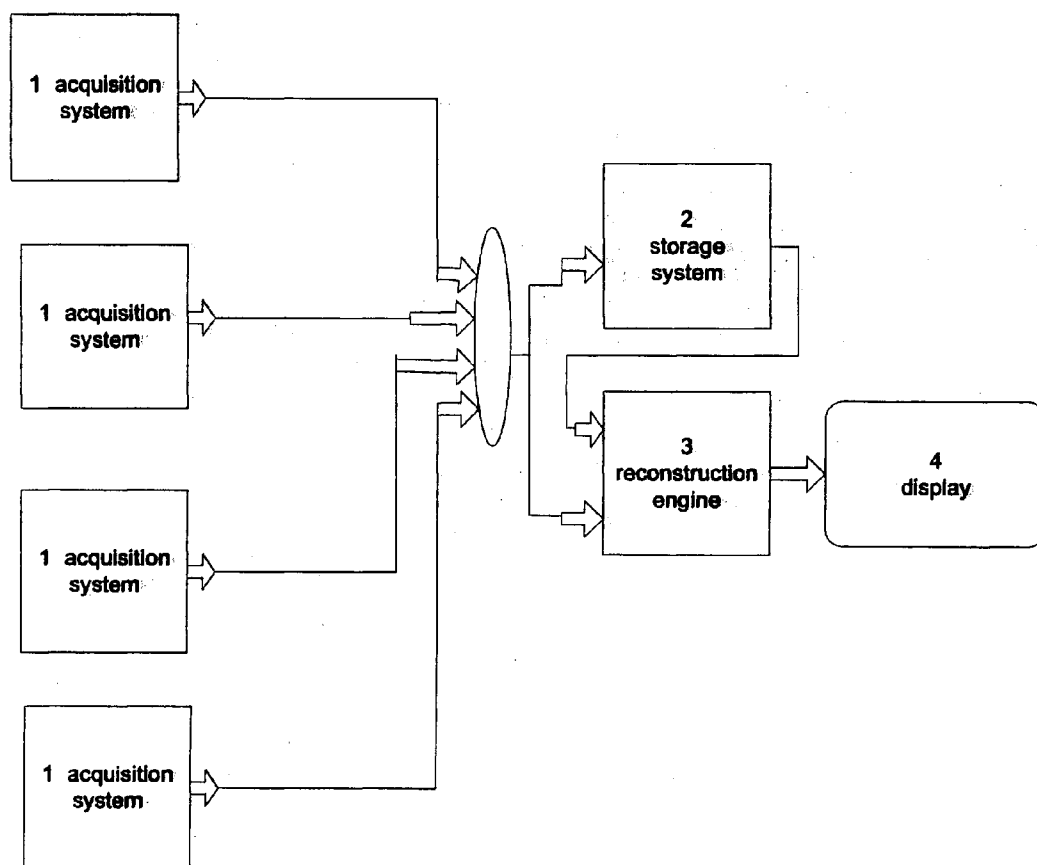 1 acquisition
system
1 acquisition
system
1 acquisition
system
1 acquisition
system
2
storage
system
3
reconstruction
engine
4
display